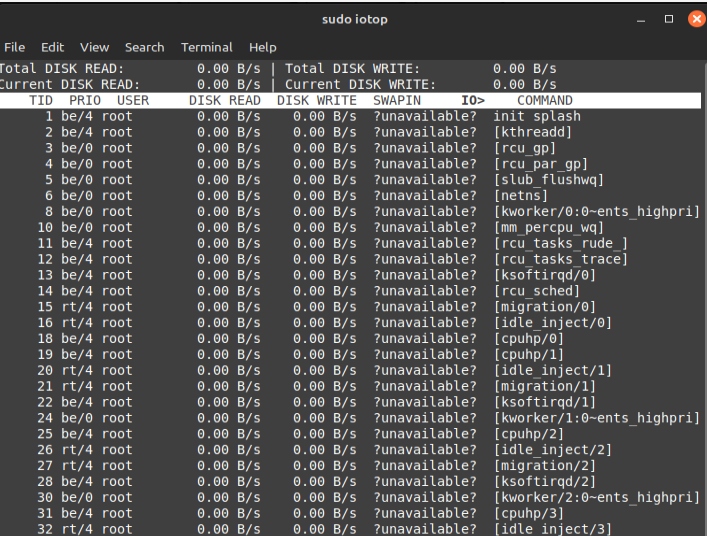 sudo iotop
File Edit View Search Terminal Help
Total DISK READ: 0.00 B/s | Total DISK WRITE: 0.00 B/s
Current DISK READ: 0.00 B/s | Current DISK WRITE: 0.00 B/s
TID PRIO USER DISK READ DISK WRITE SWAPIN IO> COMMAND
1 be/4 root 0.00 B/s 0.00 B/s ?unavailable? init splash
2 be/4 root 0.00 B/s 0.00 B/s ?unavailable? [kthreadd]
3 be/0 root 0.00 B/s 0.00 B/s ?unavailable? [rcu_gp]
4 be/0 root 0.00 B/s 0.00 B/s ?unavailable? [rcu_par_gp]
5 be/0 root 0.00 B/s 0.00 B/s ?unavailable? [slub_flushwq]
6 be/0 root 0.00 B/s 0.00 B/s ?unavailable? [netns]
8 be/0 root 0.00 B/s 0.00 B/s ?unavailable? [kworker/0:0~ents_highpri]
10 be/0 root 0.00 B/s 0.00 B/s ?unavailable? [mm_percpu_wq]
11 be/4 root 0.00 B/s 0.00 B/s ?unavailable? [rcu_tasks_rude_]
12 be/4 root 0.00 B/s 0.00 B/s ?unavailable? [rcu_tasks_trace]
13 be/4 root 0.00 B/s 0.00 B/s ?unavailable? [ksoftirqd/0]
14 be/4 root 0.00 B/s 0.00 B/s ?unavailable? [rcu_sched]
15 rt/4 root 0.00 B/s 0.00 B/s ?unavailable? [migration/0]
16 rt/4 root 0.00 B/s 0.00 B/s ?unavailable? [idle_inject/0]
18 be/4 root 0.00 B/s 0.00 B/s ?unavailable? [cpuhp/0]
19 be/4 root 0.00 B/s 0.00 B/s ?unavailable? [cpuhp/1]
20 rt/4 root 0.00 B/s 0.00 B/s ?unavailable? [idle_inject/1]
21 rt/4 root 0.00 B/s 0.00 B/s ?unavailable? [migration/1]
22 be/4 root 0.00 B/s 0.00 B/s ?unavailable? [ksoftirqd/1]
24 be/0 root 0.00 B/s 0.00 B/s ?unavailable? [kworker/1:0~ents_highpri]
25 be/4 root 0.00 B/s 0.00 B/s ?unavailable? [cpuhp/2]
26 rt/4 root 0.00 B/s 0.00 B/s ?unavailable? [idle_inject/2]
27 rt/4 root 0.00 B/s 0.00 B/s ?unavailable? [migration/2]
28 be/4 root 0.00 B/s 0.00 B/s ?unavailable? [ksoftirqd/2]
30 be/0 root 0.00 B/s 0.00 B/s ?unavailable? [kworker/2:0~ents_highpri]
31 be/4 root 0.00 B/s 0.00 B/s ?unavailable? [cpuhp/3]
32 rt/4 root 0.00 B/s 0.00 B/s ?unavailable? [idle_inject/3]